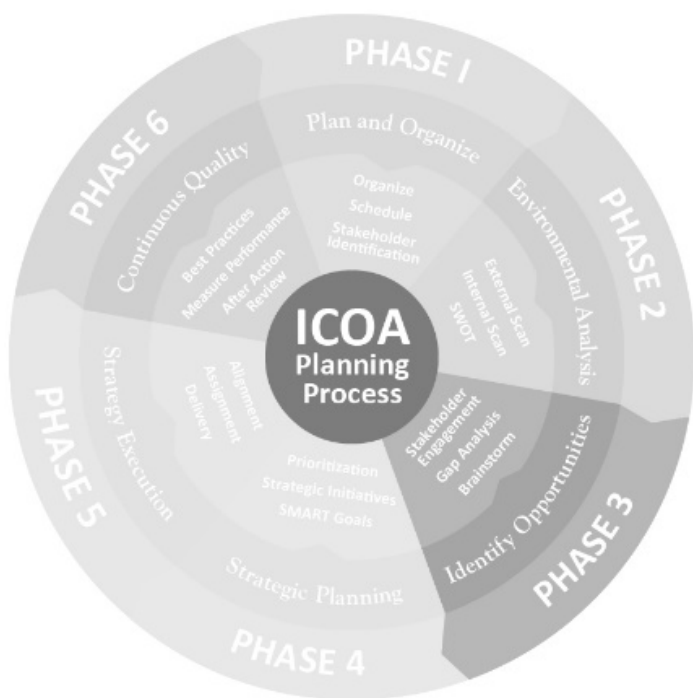 PHASE I
Plan and Organize
Organize
Schedule
Stakeholder
Identification
PHASE 2
Environmental Analysis
External Scan
Internal Scan
SWOT
PHASE 3
Identify Opportunities
Stakeholder
Engagement
Gap Analysis
Brainstorm
PHASE 4
Strategic Planning
Prioritization
Strategic Initiatives
SMART Goals
PHASE 5
Strategy Execution
Alignment
Assignment
Delivery
PHASE 6
Continuous Quality
Best Practices
Measure Performance
After Action
Review
ICOA
Planning
Process